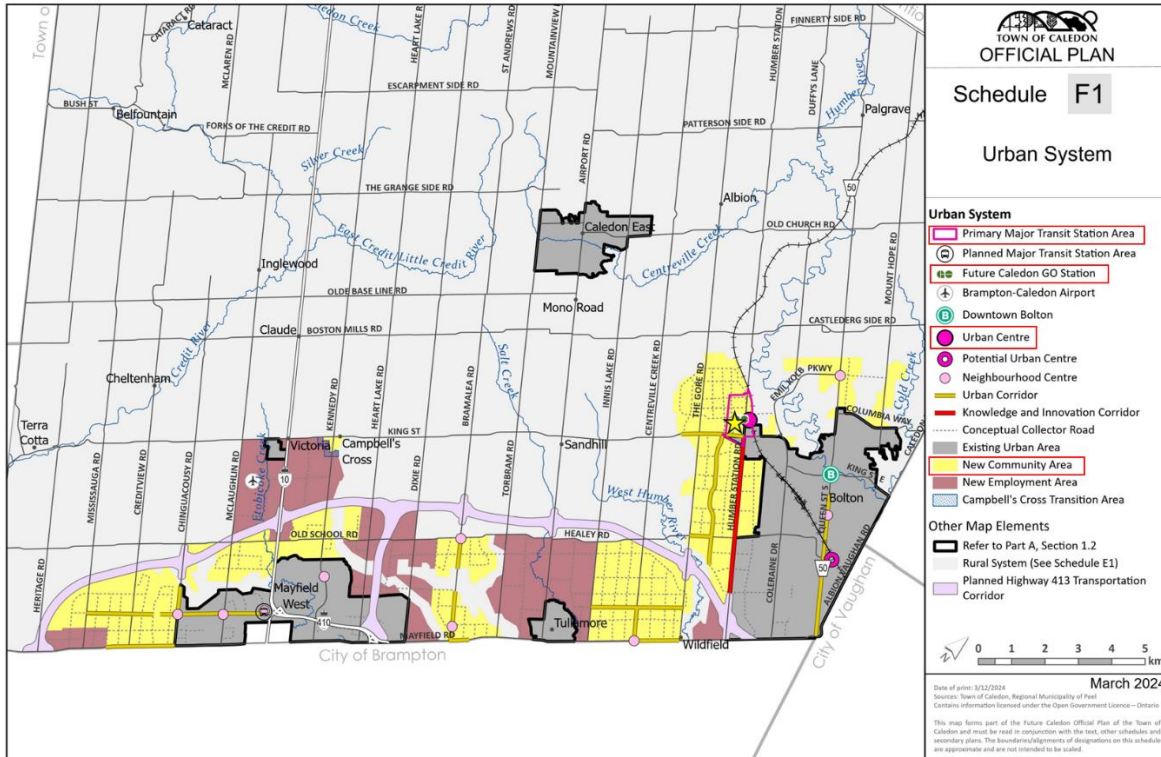 Town of
Cataract
CATARACT RD
MCLAREN RD
Caledon Creek
HEART LAKE RD
ST ANDREWS RD
MOUNTAINVIEW RD
FINNERTY SIDE RD
HUMBER STATION RD
DUFFYS LANE
Humber River
ESCARPMENT SIDE RD
BUSH ST
Belfountain
FORKS OF THE CREDIT RD
PATTERSON SIDE RD
Palgrave
Silver Creek
AIRPORT RD
50
THE GRANGE SIDE RD
Albion
Caledon East
OLD CHURCH RD
East Credit/Little Credit River
Centreville Creek
Inglewood
MOUNT HOPE RD
OLDE BASE LINE RD
Mono Road
Claude
BOSTON MILLS RD
CASTLEDERG SIDE RD
Credit River
Salt Creek
INNIS LAKE RD
CENTREVILLE CREEK RD
THE GORE RD
EMIL KOLB
PKWY
Cold Creek
Cheltenham
KENNEDY RD
HEART LAKE RD
BRAMALEA RD
COLUMBIA WAY
CALEDON
Terra
Cotta
KING ST
Victoria
Campbell's
Cross
Sandhill
KING ST E
MISSISSAUGA RD
CREDITVIEW RD
CHINGUACOUSY RD
MCLAUGHLIN RD
Etobicoke Creek
10
DIXIE RD
TORBRAM RD
West Humber River
HUMBER STATION RD
B
QUEEN ST S
Bolton
OLD SCHOOL RD
HEALEY RD
HERITAGE RD
Mayfield
West
410
COLERAINE DR
50
ALBION VAUGHAN RD
MAYFIELD RD
Tullamore
Wildfield
City of Brampton
City of Vaughan
TOWN OF CALEDON
OFFICIAL PLAN
Schedule F1
Urban System
Urban System
Primary Major Transit Station Area
Planned Major Transit Station Area
Future Caledon GO Station
Brampton-Caledon Airport
B Downtown Bolton
Urban Centre
Potential Urban Centre
Neighbourhood Centre
Urban Corridor
Knowledge and Innovation Corridor
Conceptual Collector Road
Existing Urban Area
New Community Area
New Employment Area
Campbell's Cross Transition Area
Other Map Elements
Refer to Part A, Section 1.2
Rural System (See Schedule E1)
Planned Highway 413 Transportation
Corridor
N
0 1 2 3 4 5
km
March 2024
Date of print: 3/12/2024
Sources: Town of Caledon, Regional Municipality of Peel
Contains information licensed under the Open Government Licence – Ontario
This map forms part of the Future Caledon Official Plan of the Town of
Caledon and must be read in conjunction with the text, other schedules and
secondary plans. The boundaries/alignments of designations on this schedule
are approximate and are not intended to be scaled.